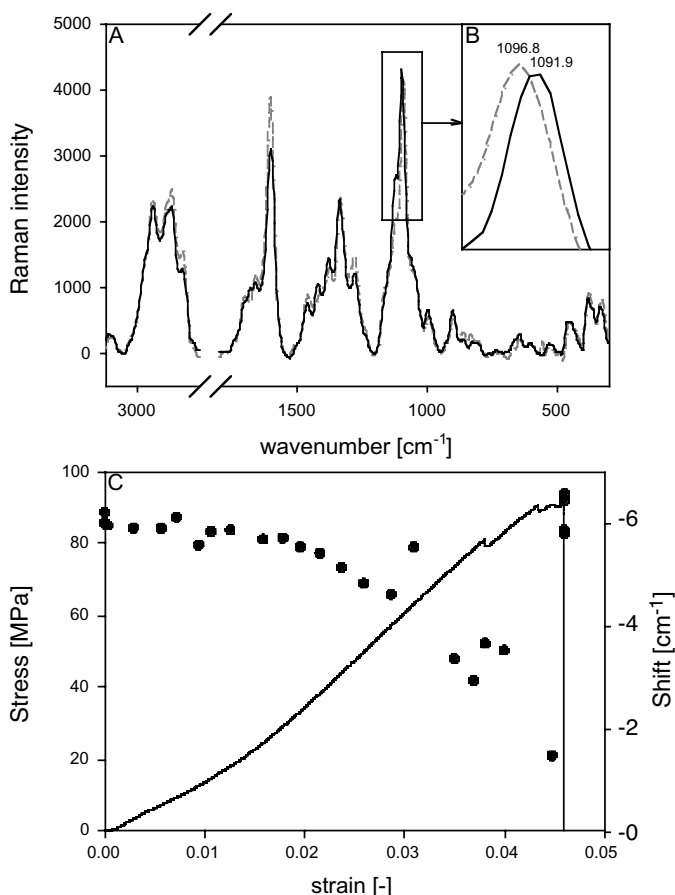 A
B
5000
4000
3000
2000
1000
0
Raman intensity
1096.8
1091.9
3000 1500 1000 500
wavenumber [cm-1]
C
100
80
60
40
20
0
Stress [MPa]
-6
-4
-2
-0
Shift [cm-1]
0.00 0.01 0.02 0.03 0.04 0.05
strain [-]